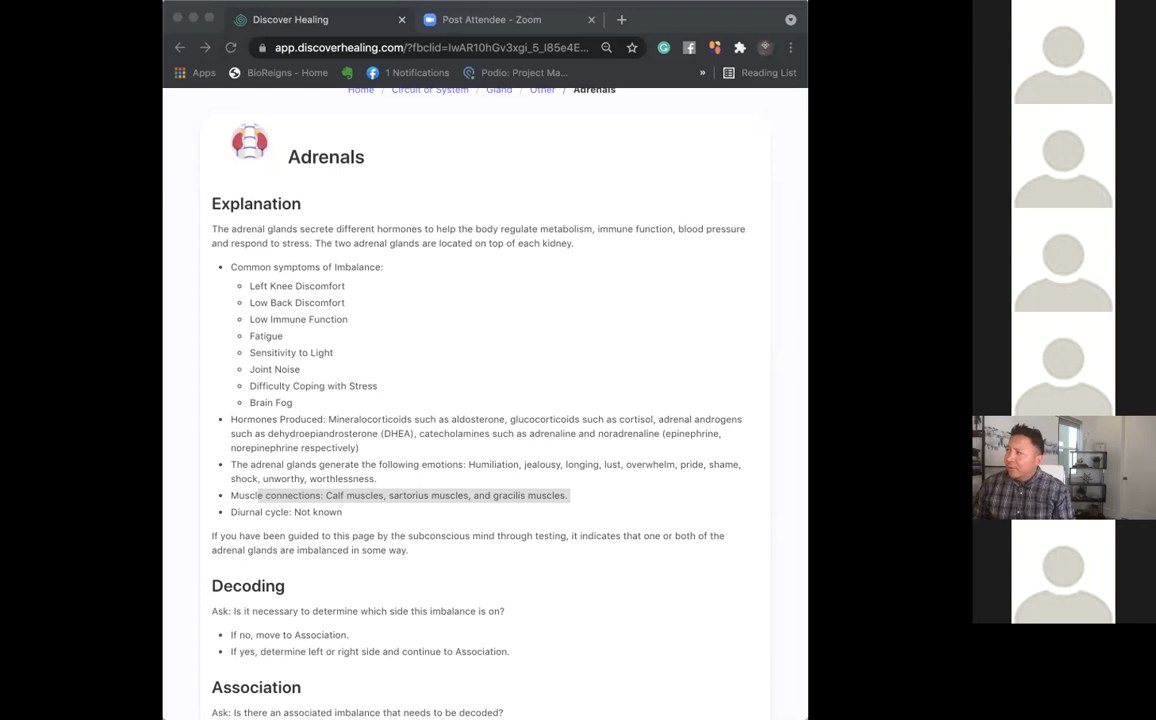 Discover Healing
Post Attendee - Zoom
app.discoverhealing.com/?fbclid=IwAR10hGv3xgi_5_I85e4E...
Apps
BioReigns - Home
1 Notifications
Podio: Project Ma...
»
Reading List
Home / Circuit or System / Gland / Other / Adrenals
Adrenals
Explanation
The adrenal glands secrete different hormones to help the body regulate metabolism, immune function, blood pressure
and respond to stress. The two adrenal glands are located on top of each kidney.
Common symptoms of Imbalance:
Left Knee Discomfort
Low Back Discomfort
Low Immune Function
Fatigue
Sensitivity to Light
Joint Noise
Difficulty Coping with Stress
Brain Fog
Hormones Produced: Mineralocorticoids such as aldosterone, glucocorticoids such as cortisol, adrenal androgens
such as dehydroepiandrosterone (DHEA), catecholamines such as adrenaline and noradrenaline (epinephrine,
norepinephrine respectively)
The adrenal glands generate the following emotions: Humiliation, jealousy, longing, lust, overwhelm, pride, shame,
shock, unworthy, worthlessness.
Muscle connections: Calf muscles, sartorius muscles, and gracilis muscles.
Diurnal cycle: Not known
If you have been guided to this page by the subconscious mind through testing, it indicates that one or both of the
adrenal glands are imbalanced in some way.
Decoding
Ask: Is it necessary to determine which side this imbalance is on?
If no, move to Association.
If yes, determine left or right side and continue to Association.
Association
Ask: Is there an associated imbalance that needs to be decoded?